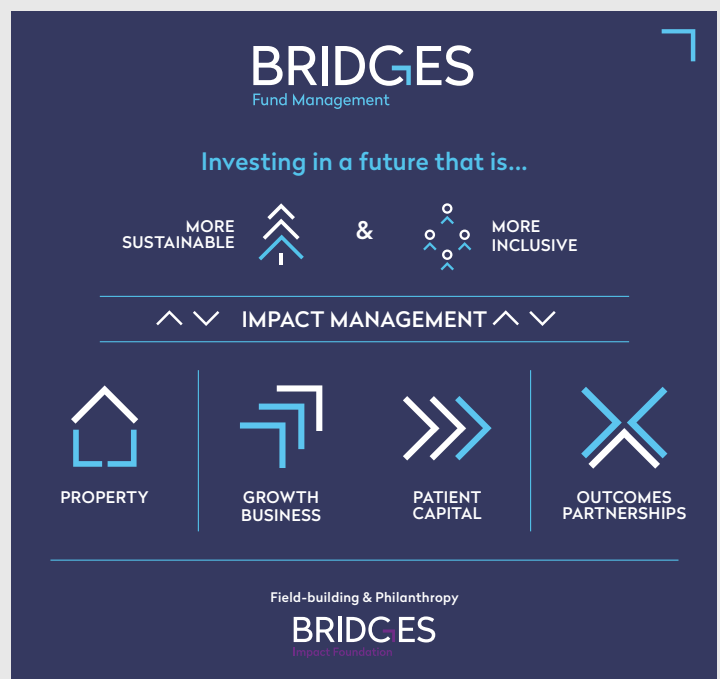 BRIDGES
Fund Management
Investing in a future that is...
MORE
SUSTAINABLE
&
MORE
INCLUSIVE
IMPACT MANAGEMENT
PROPERTY
GROWTH
BUSINESS
PATIENT
CAPITAL
OUTCOMES
PARTNERSHIPS
Field-building & Philanthropy
BRIDGES
Impact Foundation